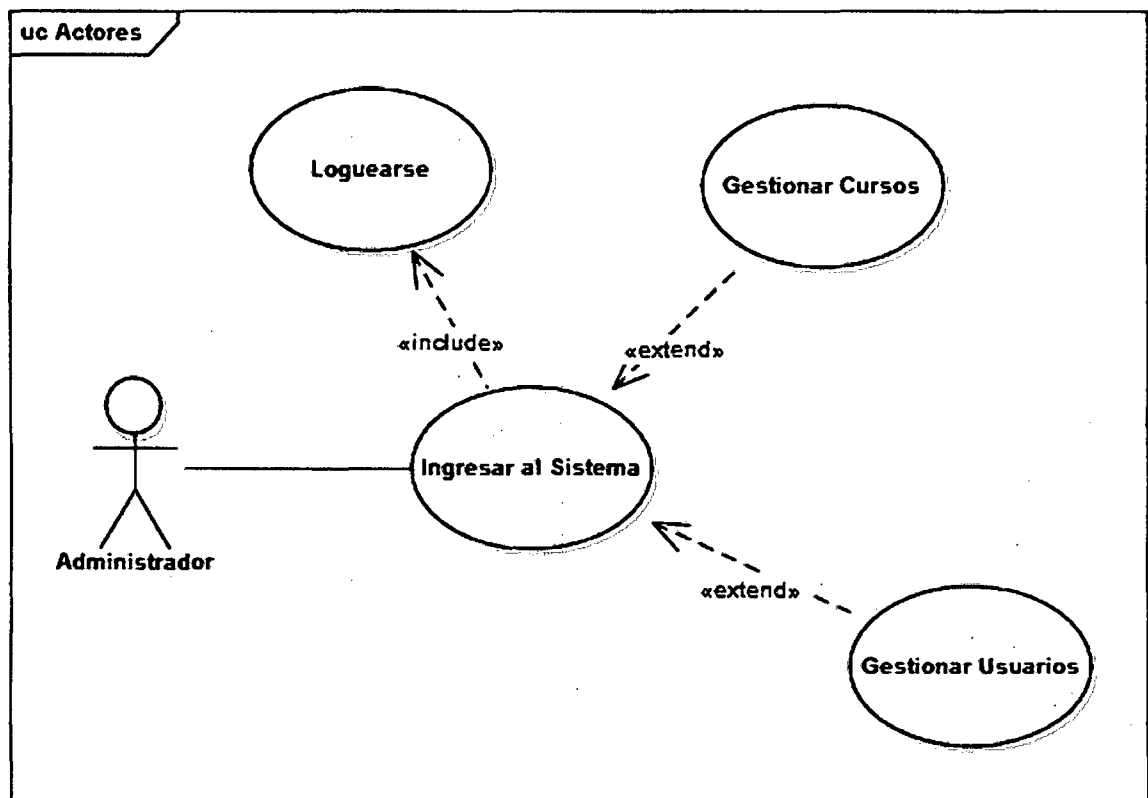 uc Actores
Loguearse
Gestionar Cursos
«include»
«extend»
Ingresar al Sistema
Administrador
«extend»
Gestionar Usuarios